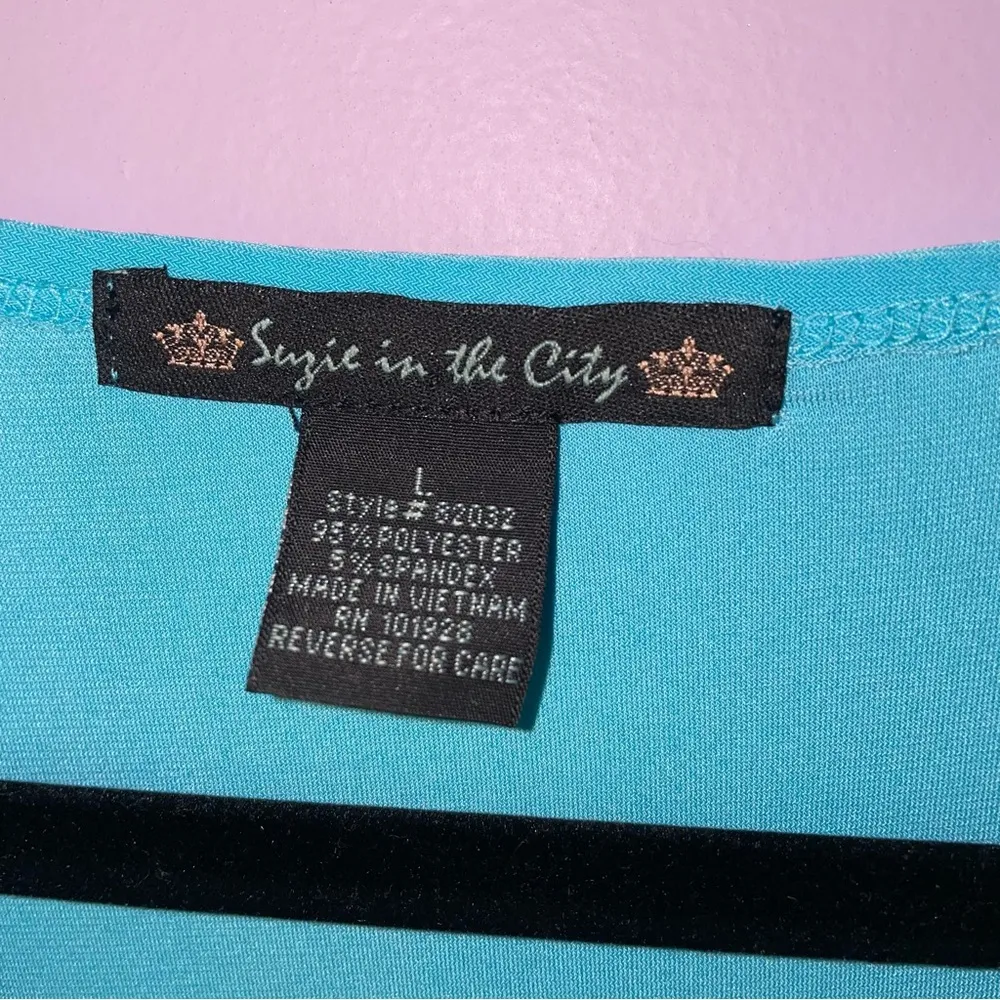 Suzie in the City
L
Style # 82032
95% POLYESTER
5% SPANDEX
MADE IN VIETNAM
RN 101928
REVERSE FOR CARE